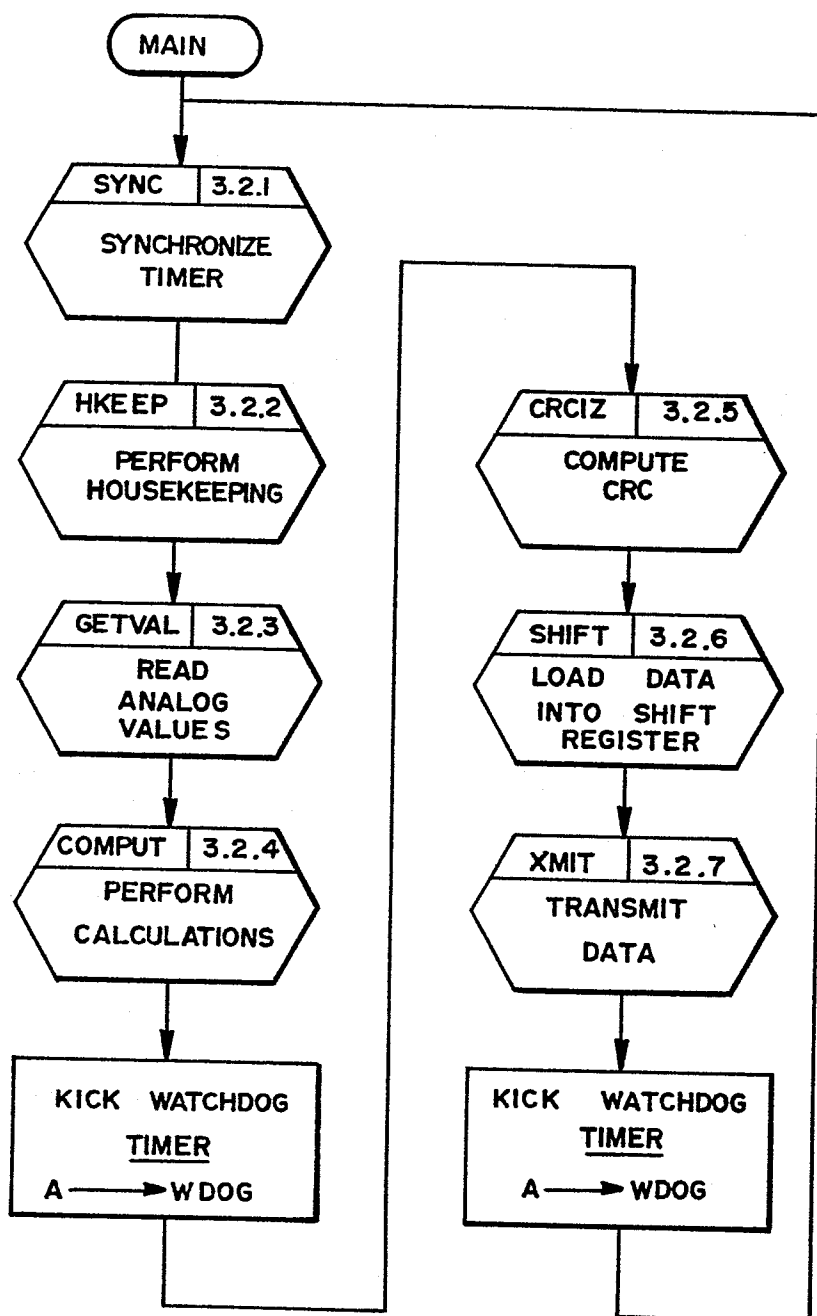 MAIN
SYNC 3.2.1
SYNCHRONIZE
TIMER
HKEEP 3.2.2
PERFORM
HOUSEKEEPING
GETVAL 3.2.3
READ
ANALOG
VALUES
COMPUT 3.2.4
PERFORM
CALCULATIONS
KICK WATCHDOG
TIMER
A → WDOG
CRCIZ 3.2.5
COMPUTE
CRC
SHIFT 3.2.6
LOAD DATA
INTO SHIFT
REGISTER
XMIT 3.2.7
TRANSMIT
DATA
KICK WATCHDOG
TIMER
A → WDOG